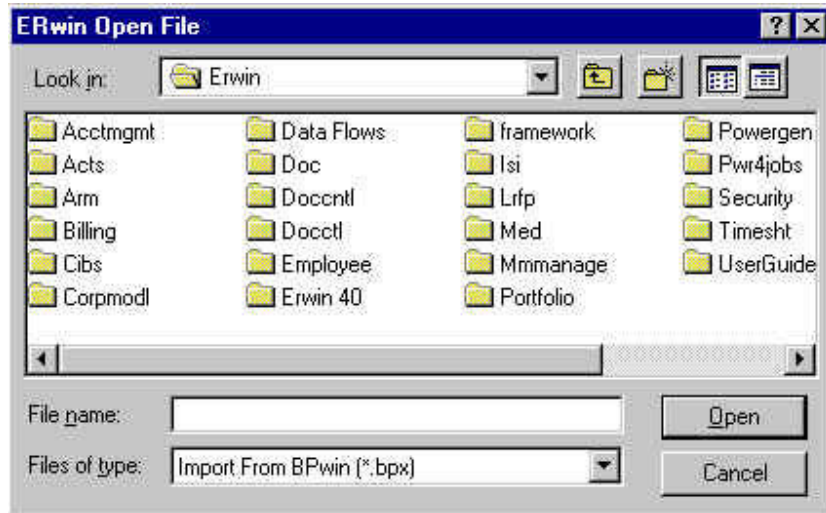 ERwin Open File
Look in: Erwin
Acctmgmt Data Flows framework Powergen
Acts Doc Isi Pwr4jobs
Arm Doccntl Lrfp Security
Billing Docctl Med Timesht
Cibs Employee Mmmanage UserGuide
Corpmodl Erwin 40 Portfolio
File name: Open
Files of type: Import From BPwin (*.bpx) Cancel